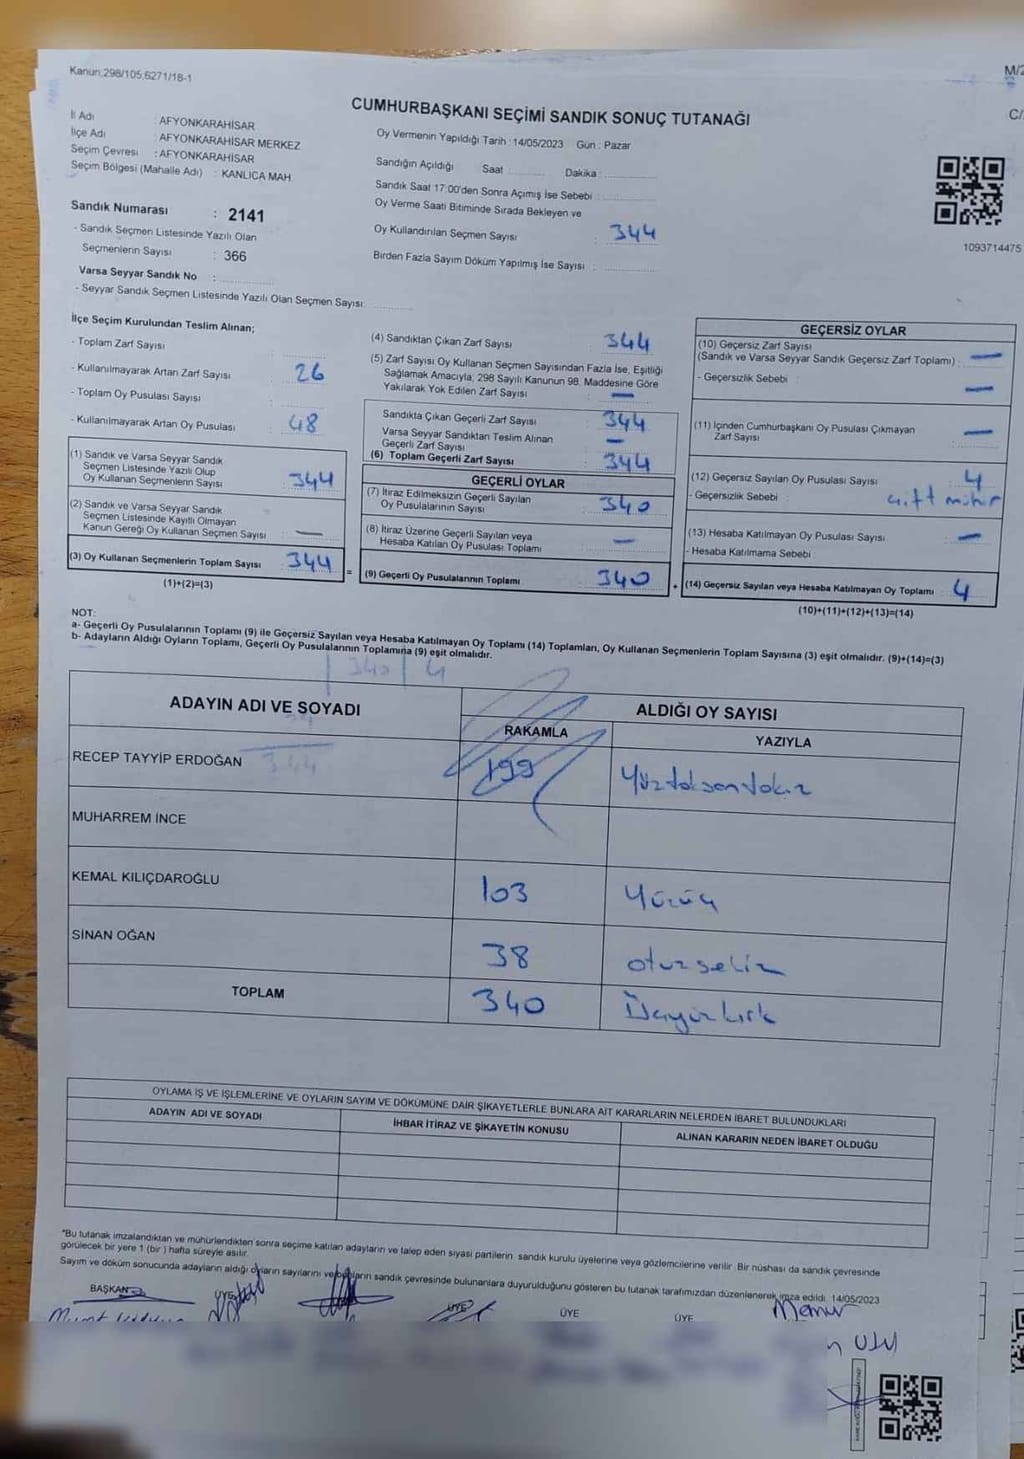 Kanun:298/105,6271/18-1
M/2
C/
CUMHURBAŞKANI SEÇİMİ SANDIK SONUÇ TUTANAĞI
İl Adı : AFYONKARAHİSAR
İlçe Adı : AFYONKARAHİSAR MERKEZ
Seçim Çevresi : AFYONKARAHİSAR
Seçim Bölgesi (Mahalle Adı) : KANLICA MAH.
Sandık Numarası : 2141
- Sandık Seçmen Listesinde Yazılı Olan
Seçmenlerin Sayısı : 366
Varsa Seyyar Sandık No :
- Seyyar Sandık Seçmen Listesinde Yazılı Olan Seçmen Sayısı:
Oy Vermenin Yapıldığı Tarih : 14/05/2023 Gün : Pazar
Sandığın Açıldığı Saat Dakika :
Sandık Saat 17:00'den Sonra Açımış İse Sebebi :
Oy Verme Saati Bitiminde Sırada Bekleyen ve
Oy Kullandırılan Seçmen Sayısı : 344
Birden Fazla Sayım Döküm Yapılmış İse Sayısı :
1093714475
İlçe Seçim Kurulundan Teslim Alınan;
- Toplam Zarf Sayısı :
- Kullanılmayarak Artan Zarf Sayısı : 26
- Toplam Oy Pusulası Sayısı :
- Kullanılmayarak Artan Oy Pusulası : 48
(1) Sandık ve Varsa Seyyar Sandık
Seçmen Listesinde Yazılı Olup
Oy Kullanan Seçmenlerin Sayısı : 344
(2) Sandık ve Varsa Seyyar Sandık
Seçmen Listesinde Kayıtlı Olmayan
Kanun Gereği Oy Kullanan Seçmen Sayısı : —
(3) Oy Kullanan Seçmenlerin Toplam Sayısı : 344
(1)+(2)=(3)
=
(4) Sandıktan Çıkan Zarf Sayısı : 344
(5) Zarf Sayısı Oy Kullanan Seçmen Sayısından Fazla İse, Eşitliği
Sağlamak Amacıyla; 298 Sayılı Kanunun 98. Maddesine Göre
Yakılarak Yok Edilen Zarf Sayısı : —
Sandıkta Çıkan Geçerli Zarf Sayısı : 344
Varsa Seyyar Sandıktan Teslim Alınan
Geçerli Zarf Sayısı : —
(6) Toplam Geçerli Zarf Sayısı : 344
GEÇERLİ OYLAR
(7) İtiraz Edilmeksizin Geçerli Sayılan
Oy Pusulalarının Sayısı : 340
(8) İtiraz Üzerine Geçerli Sayılan veya
Hesaba Katılan Oy Pusulası Toplamı : —
(9) Geçerli Oy Pusulalarının Toplamı : 340
+
GEÇERSİZ OYLAR
(10) Geçersiz Zarf Sayısı
(Sandık ve Varsa Seyyar Sandık Geçersiz Zarf Toplamı) : —
- Geçersizlik Sebebi : —
(11) İçinden Cumhurbaşkanı Oy Pusulası Çıkmayan
Zarf Sayısı : —
(12) Geçersiz Sayılan Oy Pusulası Sayısı : 4
- Geçersizlik Sebebi : çift mühür
(13) Hesaba Katılmayan Oy Pusulası Sayısı : —
- Hesaba Katılmama Sebebi :
(14) Geçersiz Sayılan veya Hesaba Katılmayan Oy Toplamı : 4
(10)+(11)+(12)+(13)=(14)
NOT:
a- Geçerli Oy Pusulalarının Toplamı (9) ile Geçersiz Sayılan veya Hesaba Katılmayan Oy Toplamı (14) Toplamları, Oy Kullanan Seçmenlerin Toplam Sayısına (3) eşit olmalıdır. (9)+(14)=(3)
b- Adayların Aldığı Oyların Toplamı, Geçerli Oy Pusulalarının Toplamına (9) eşit olmalıdır.
340 4
344
ADAYIN ADI VE SOYADI ALDIĞI OY SAYISI
RAKAMLA YAZIYLA
RECEP TAYYİP ERDOĞAN 199 Yüzdoksandokuz
MUHARREM İNCE
KEMAL KILIÇDAROĞLU 103 Yüzüç
SİNAN OĞAN 38 otuzsekiz
TOPLAM 340 Üçyüzkırk
OYLAMA İŞ VE İŞLEMLERİNE VE OYLARIN SAYIM VE DÖKÜMÜNE DAİR ŞİKAYETLERLE BUNLARA AİT KARARLARIN NELERDEN İBARET BULUNDUKLARI
ADAYIN ADI VE SOYADI İHBAR İTİRAZ VE ŞİKAYETİN KONUSU ALINAN KARARIN NEDEN İBARET OLDUĞU
*Bu tutanak imzalandıktan ve mühürlendikten sonra seçime katılan adayların ve talep eden siyasi partilerin sandık kurulu üyelerine veya gözlemcilerine verilir. Bir nüshası da sandık çevresinde
görülecek bir yere 1 (bir ) hafta süreyle asılır.
Sayım ve döküm sonucunda adayların aldığı oyların sayılarını ve bunların sandık çevresinde bulunanlara duyurulduğunu gösteren bu tutanak tarafımızdan düzenlenerek imza edildi. 14/05/2023
BAŞKAN ÜYE ÜYE ÜYE ÜYE Memur